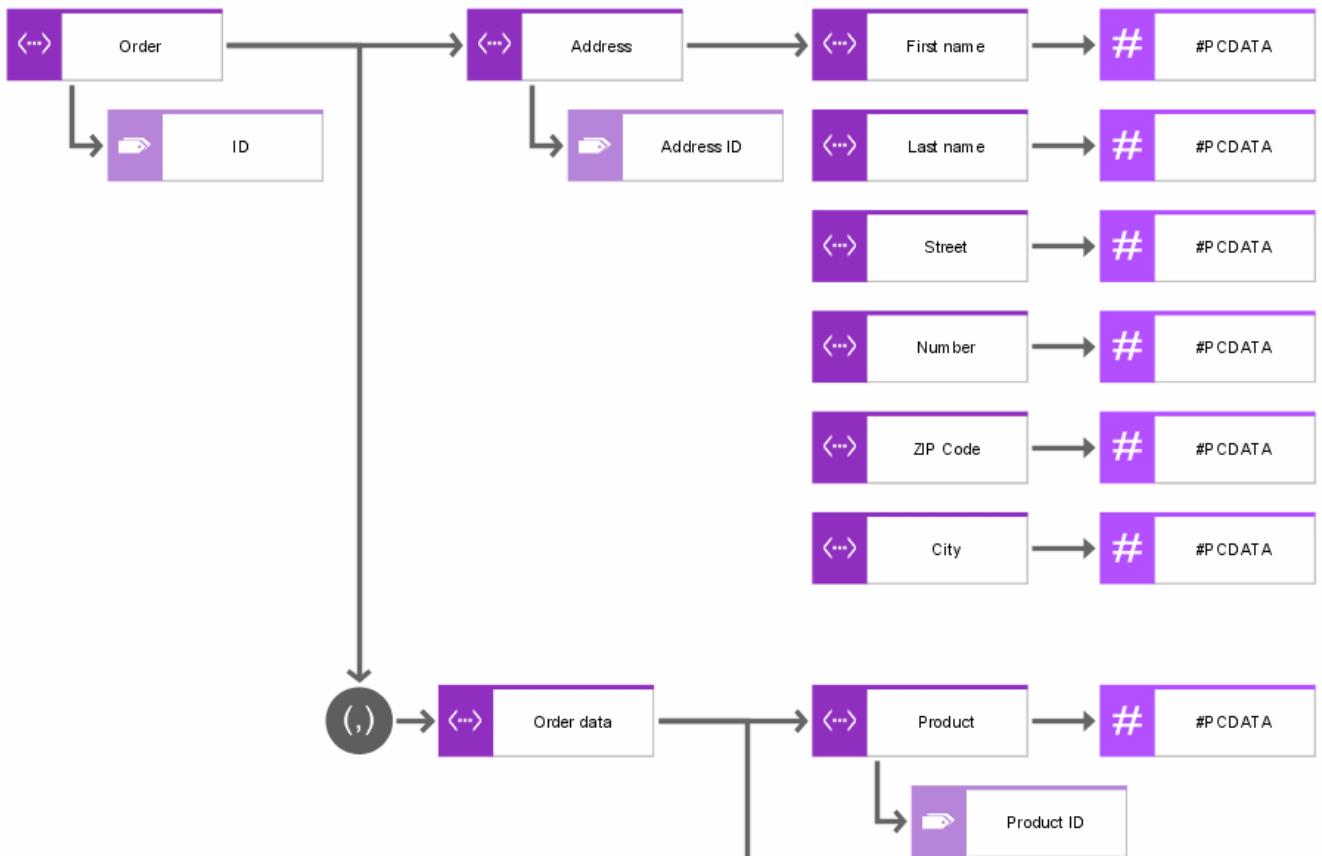 Order
Address
First name
# #PCDATA
ID
Address ID
Last name
# #PCDATA
Street
# #PCDATA
Number
# #PCDATA
ZIP Code
# #PCDATA
City
# #PCDATA
(,)
Order data
Product
# #PCDATA
Product ID